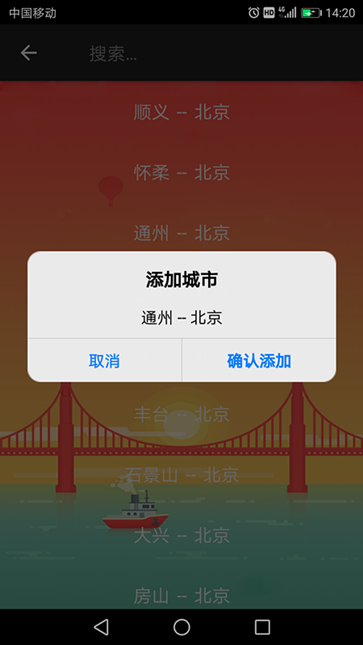 中国移动 HD 4G 14:20
搜索...
顺义 -- 北京
怀柔 -- 北京
通州 -- 北京
添加城市
通州 -- 北京
取消 确认添加
丰台 -- 北京
石景山 -- 北京
大兴 -- 北京
房山 -- 北京